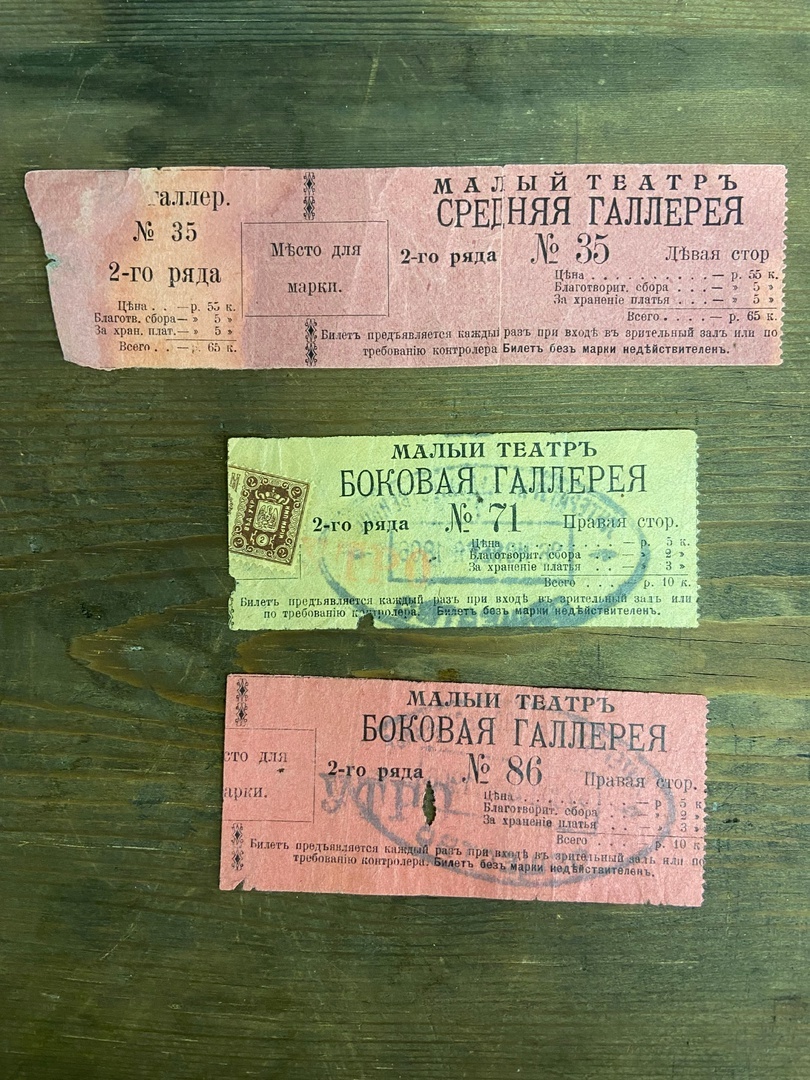 галлер.
№ 35
2-го ряда
Цѣна . . — р. 55 к.
Благотв. сбора — » 5 »
За хран. плат. — » 5 »
Всего . . — р. 65 к.
Мѣсто для
марки.
МАЛЫЙ ТЕАТРЪ
СРЕДНЯЯ ГАЛЛЕРЕЯ
2-го ряда № 35 Лѣвая стор
Цѣна . . . . . . . . . . — р. 55 к.
Благотворит. сбора . . . — » 5 »
За храненіе платья . . . — » 5 »
Всего . . . . — р. 65 к.
Билетъ предъявляется кажды разъ при входѣ въ зрительный залъ или по
требованію контролера Билетъ безъ марки недѣйствителенъ.
МАЛЫЙ ТЕАТРЪ
БОКОВАЯ ГАЛЛЕРЕЯ
2-го ряда № 71 Правая стор.
Цѣна . . . . . . . . . — р. 5 к.
Благотворит. сбора . . — » 2 »
За храненіе платья . . — » 3 »
Всего . . . — р. 10 к.
УТРО
Билетъ предъявляется каждый разъ при входѣ въ зрительный залъ или
по требованію контролера. Билетъ безъ марки недѣйствителенъ.
МАЛЫЙ ТЕАТРЪ
БОКОВАЯ ГАЛЛЕРЕЯ
сто для
арки.
2-го ряда № 86 Правая стор.
Цѣна . . . . . . . . . — р 5 к
Благотворит. сбора . . 2 »
За храненіе платья . . 3 »
Всего . . . р. 10 к
Билетъ предъявляется каждый разъ при входѣ въ зрительный залъ или по
требованію контролера. Билетъ безъ марки недѣйствителенъ.